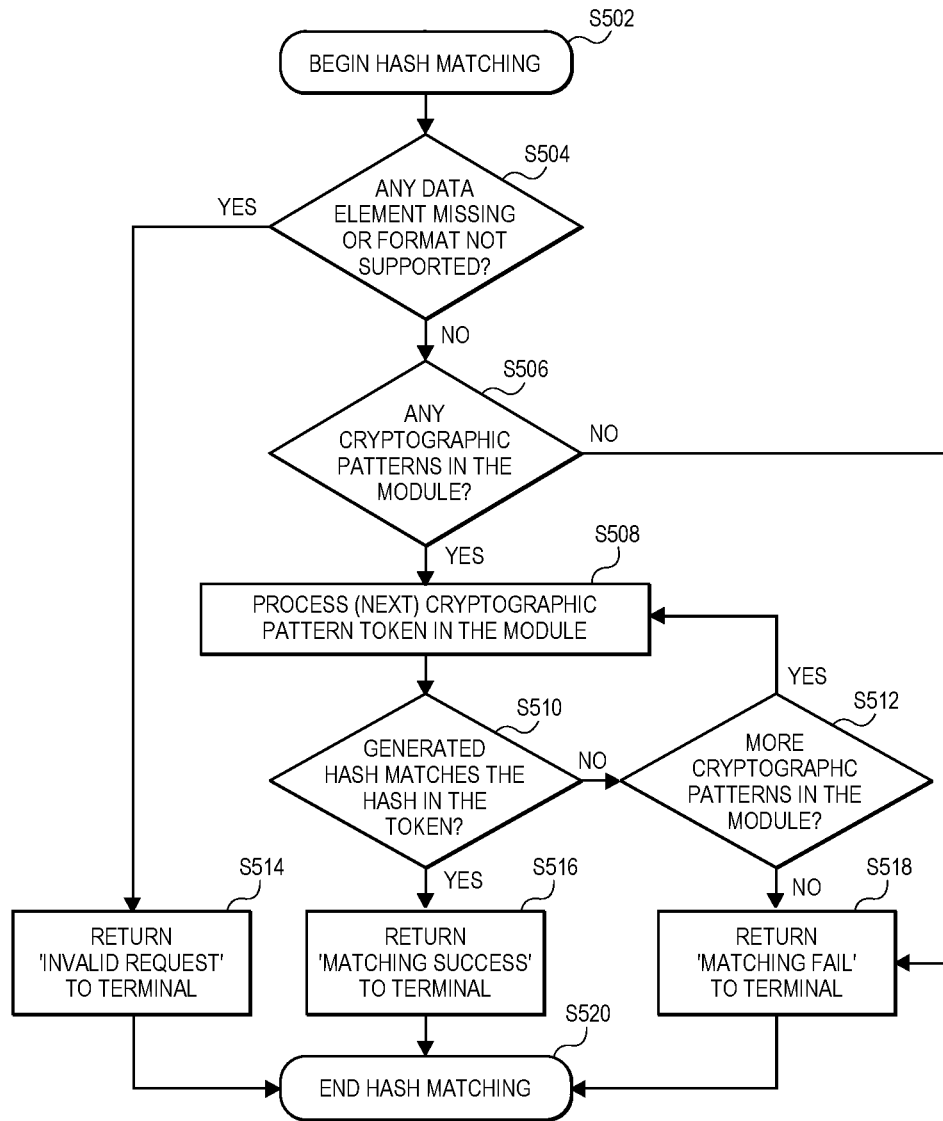 S502
BEGIN HASH MATCHING
S504
ANY DATA
ELEMENT MISSING
OR FORMAT NOT
SUPPORTED?
YES
NO
S506
ANY
CRYPTOGRAPHIC
PATTERNS IN THE
MODULE?
NO
YES
S508
PROCESS (NEXT) CRYPTOGRAPHIC
PATTERN TOKEN IN THE MODULE
YES
S510
GENERATED
HASH MATCHES THE
HASH IN THE
TOKEN?
NO
S512
MORE
CRYPTOGRAPHC
PATTERNS IN THE
MODULE?
YES
NO
S514
RETURN
'INVALID REQUEST'
TO TERMINAL
S516
RETURN
'MATCHING SUCCESS'
TO TERMINAL
S518
RETURN
'MATCHING FAIL'
TO TERMINAL
S520
END HASH MATCHING